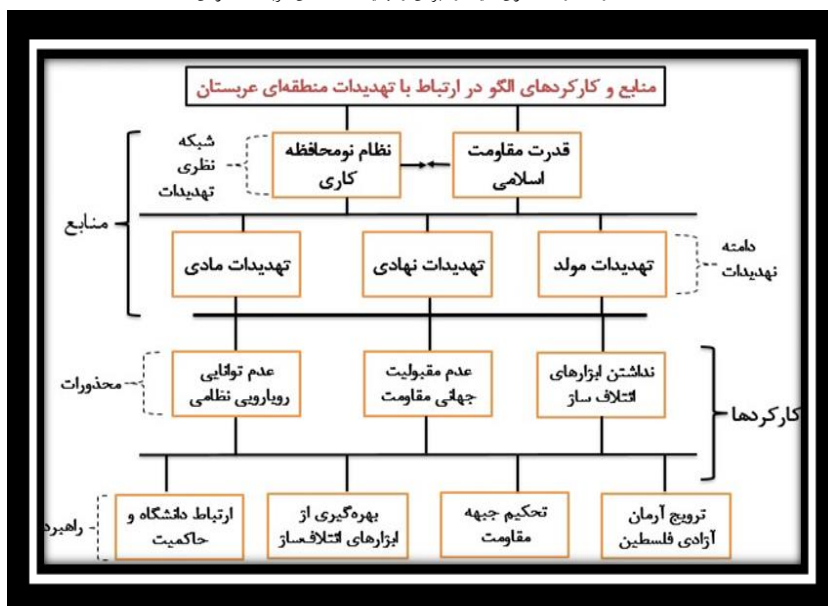 منابع و کارکردهای الگو در ارتباط با تهدیدات منطقه‌ای عربستان
قدرت مقاومت
اسلامی
نظام نومحافظه
کاری
شبکه
نظری
تهدیدات
منابع
دامنه
تهدیدات
تهدیدات مولد
تهدیدات نهادی
تهدیدات مادی
نداشتن ابزارهای
ائتلاف ساز
عدم مقبولیت
جهانی مقاومت
عدم توانایی
رویارویی نظامی
محذورات
کارکردها
ترویج آرمان
آزادی فلسطین
تحکیم جبهه
مقاومت
بهره‌گیری از
ابزارهای ائتلاف‌ساز
ارتباط دانشگاه و
حاکمیت
راهبرد